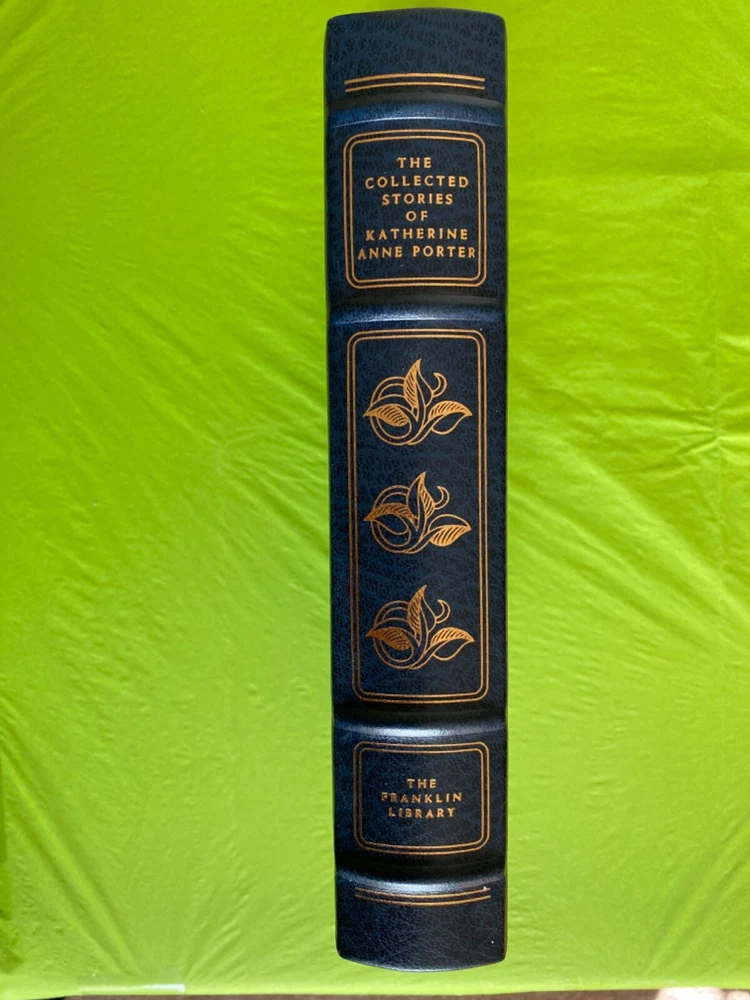 THE
COLLECTED
STORIES
OF
KATHERINE
ANNE PORTER
THE
FRANKLIN
LIBRARY